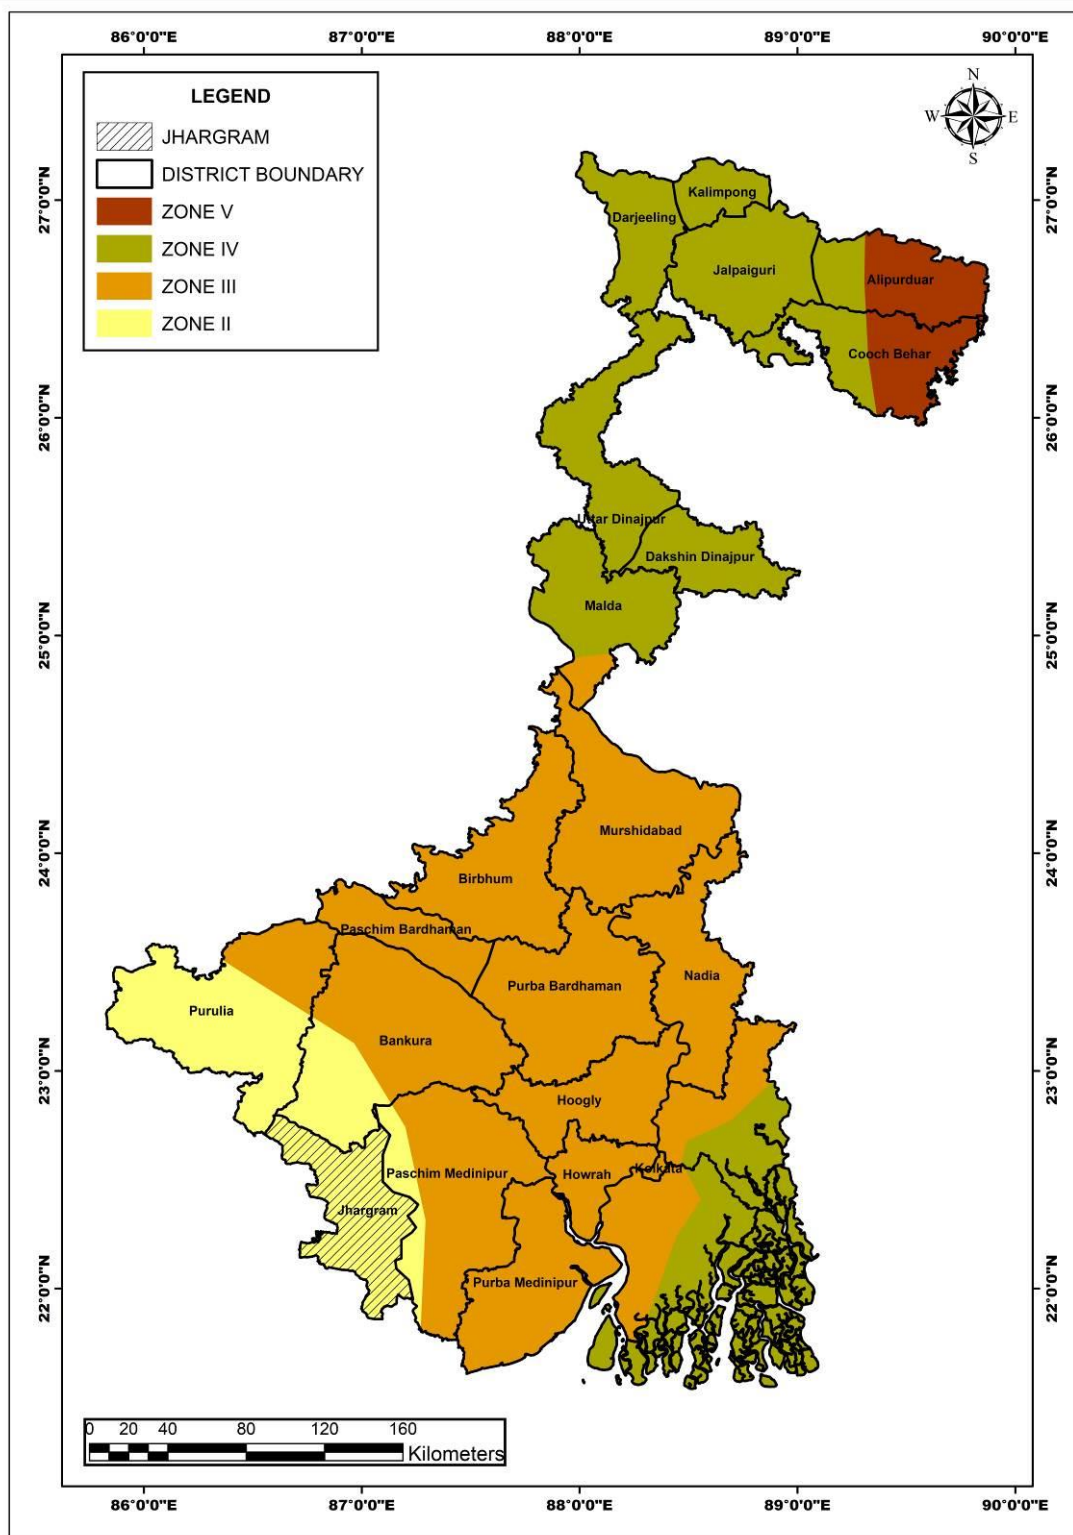 86°0'0"E
87°0'0"E
88°0'0"E
89°0'0"E
90°0'0"E
LEGEND
JHARGRAM
DISTRICT BOUNDARY
ZONE V
ZONE IV
ZONE III
ZONE II
N
W
E
S
27°0'0"N
27°0'0"N
Kalimpong
Darjeeling
Jalpaiguri
Alipurduar
Cooch Behar
26°0'0"N
26°0'0"N
Uttar Dinajpur
Dakshin Dinajpur
Malda
25°0'0"N
25°0'0"N
Murshidabad
24°0'0"N
24°0'0"N
Birbhum
Paschim Bardhaman
Nadia
Purba Bardhaman
Purulia
Bankura
23°0'0"N
23°0'0"N
Hoogly
Kolkata
Paschim Medinipur
Howrah
Jhargram
22°0'0"N
22°0'0"N
Purba Medinipur
0 20 40 80 120 160
Kilometers
86°0'0"E
87°0'0"E
88°0'0"E
89°0'0"E
90°0'0"E